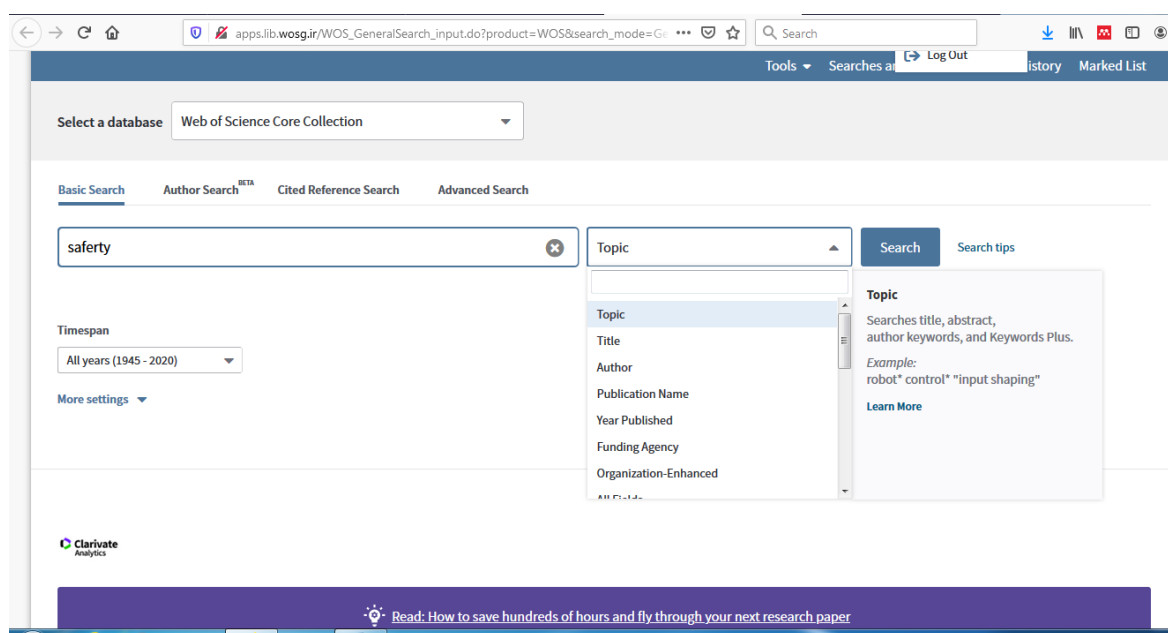 apps.lib.wosg.ir/WOS_GeneralSearch_input.do?product=WOS&search_mode=Ge
Search
Log Out
Tools Searches a istory Marked List
Select a database Web of Science Core Collection
Basic Search Author Search BETA Cited Reference Search Advanced Search
saferty Topic Search Search tips
Topic
Searches title, abstract,
author keywords, and Keywords Plus.
Example:
robot* control* "input shaping"
Learn More
Topic
Title
Author
Publication Name
Year Published
Funding Agency
Organization-Enhanced
All Fields
Timespan
All years (1945 - 2020)
More settings
Clarivate
Analytics
Read: How to save hundreds of hours and fly through your next research paper